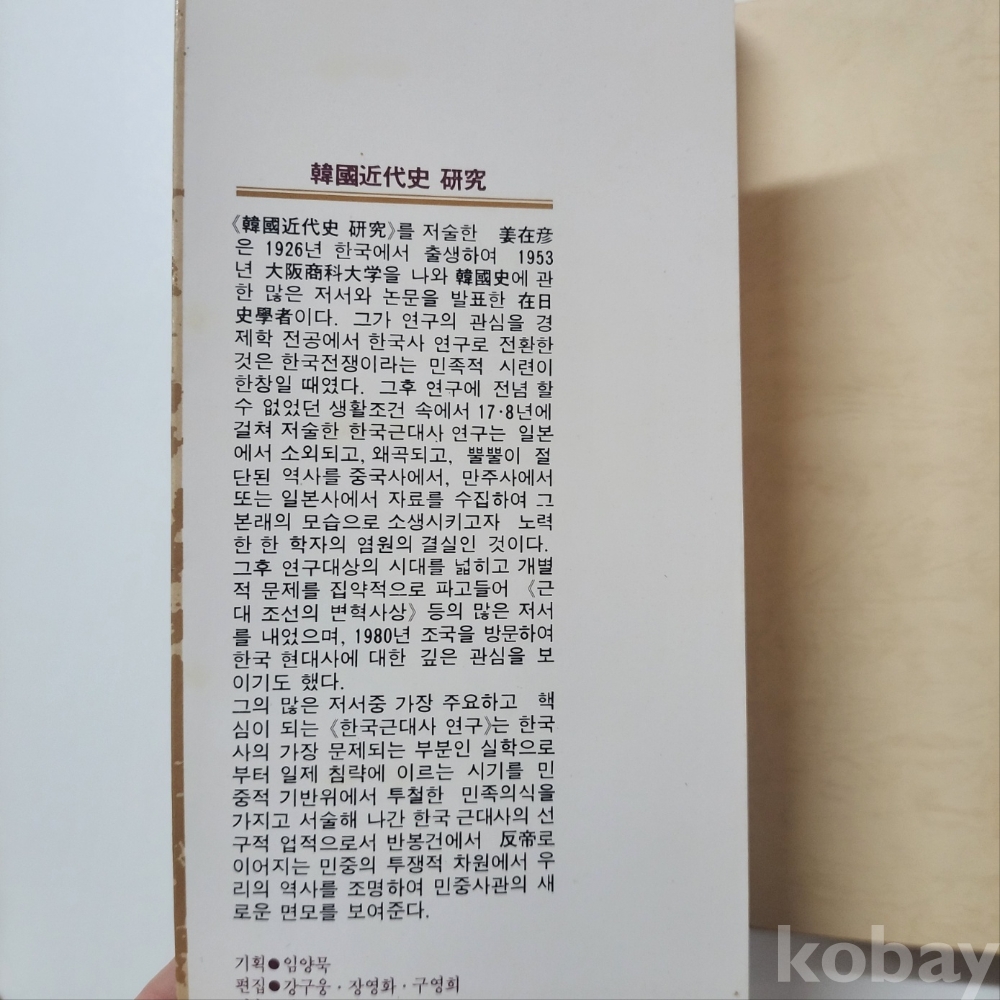 韓國近代史 研究
《韓國近代史 研究》를 저술한 姜在彦
은 1926년 한국에서 출생하여 1953
년 大阪商科大学을 나와 韓國史에 관
한 많은 저서와 논문을 발표한 在日
史學者이다. 그가 연구의 관심을 경
제학 전공에서 한국사 연구로 전환한
것은 한국전쟁이라는 민족적 시련이
한창일 때였다. 그후 연구에 전념 할
수 없었던 생활조건 속에서 17·8년에
걸쳐 저술한 한국근대사 연구는 일본
에서 소외되고, 왜곡되고, 뿔뿔이 절
단된 역사를 중국사에서, 만주사에서
또는 일본사에서 자료를 수집하여 그
본래의 모습으로 소생시키고자 노력
한 한 학자의 염원의 결실인 것이다.
그후 연구대상의 시대를 넓히고 개별
적 문제를 집약적으로 파고들어 《근
대 조선의 변혁사상》 등의 많은 저서
를 내었으며, 1980년 조국을 방문하여
한국 현대사에 대한 깊은 관심을 보
이기도 했다.
그의 많은 저서중 가장 주요하고 핵
심이 되는 《한국근대사 연구》는 한국
사의 가장 문제되는 부분인 실학으로
부터 일제 침략에 이르는 시기를 민
중적 기반위에서 투철한 민족의식을
가지고 서술해 나간 한국 근대사의 선
구적 업적으로서 반봉건에서 反帝로
이어지는 민중의 투쟁적 차원에서 우
리의 역사를 조명하여 민중사관의 새
로운 면모를 보여준다.
기획●임양묵
편집●강구웅·장영화·구영희
kobay